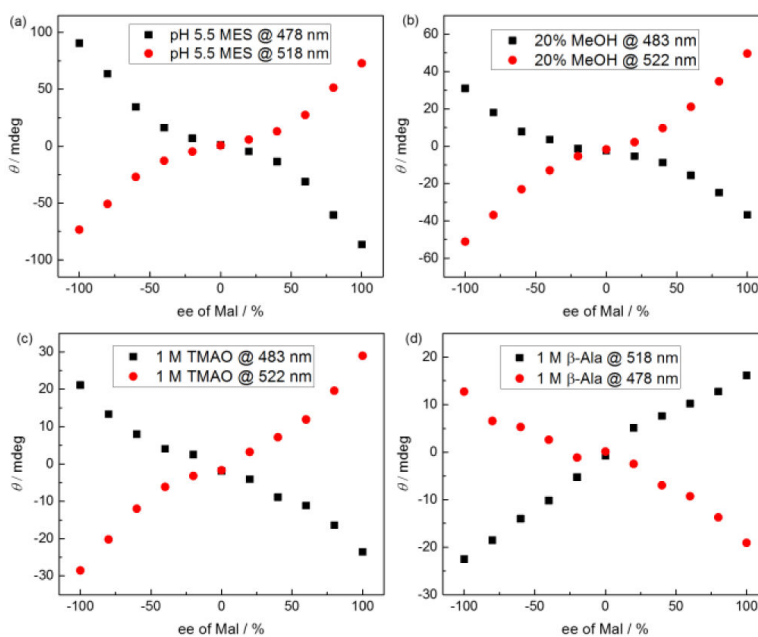 (a)
pH 5.5 MES @ 478 nm
pH 5.5 MES @ 518 nm
θ / mdeg
100
50
0
-50
-100
-100 -50 0 50 100
ee of Mal / %
(b)
20% MeOH @ 483 nm
20% MeOH @ 522 nm
θ / mdeg
60
40
20
0
-20
-40
-60
-100 -50 0 50 100
ee of Mal / %
(c)
1 M TMAO @ 483 nm
1 M TMAO @ 522 nm
θ / mdeg
30
20
10
0
-10
-20
-30
-100 -50 0 50 100
ee of Mal / %
(d)
1 M β-Ala @ 518 nm
1 M β-Ala @ 478 nm
θ / mdeg
20
10
0
-10
-20
-30
-100 -50 0 50 100
ee of Mal / %